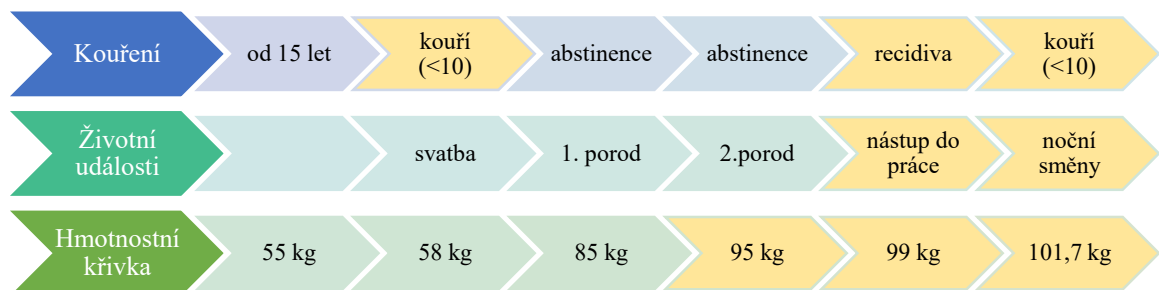 Kouření
od 15 let
kouří
(<10)
abstinence
abstinence
recidiva
kouří
(<10)
Životní
události
svatba
1. porod
2.porod
nástup do
práce
noční
směny
Hmotnostní
křivka
55 kg
58 kg
85 kg
95 kg
99 kg
101,7 kg